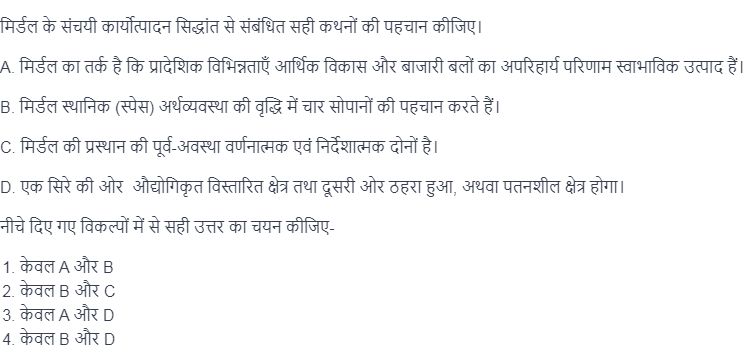 मिर्डल के संचयी कार्योत्पादन सिद्धांत से संबंधित सही कथनों की पहचान कीजिए।
A. मिर्डल का तर्क है कि प्रादेशिक विभिन्नताएँ आर्थिक विकास और बाजारी बलों का अपरिहार्य परिणाम स्वाभाविक उत्पाद हैं।
B. मिर्डल स्थानिक (स्पेस) अर्थव्यवस्था की वृद्धि में चार सोपानों की पहचान करते हैं।
C. मिर्डल की प्रस्थान की पूर्व-अवस्था वर्णनात्मक एवं निर्देशात्मक दोनों है।
D. एक सिरे की ओर औद्योगिकृत विस्तारित क्षेत्र तथा दूसरी ओर ठहरा हुआ, अथवा पतनशील क्षेत्र होगा।
नीचे दिए गए विकल्पों में से सही उत्तर का चयन कीजिए-
1. केवल A और B
2. केवल B और C
3. केवल A और D
4. केवल B और D